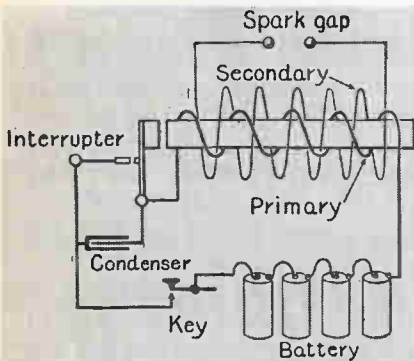 Spark gap
Secondary
Interrupter
Primary
Condenser
Key
Battery